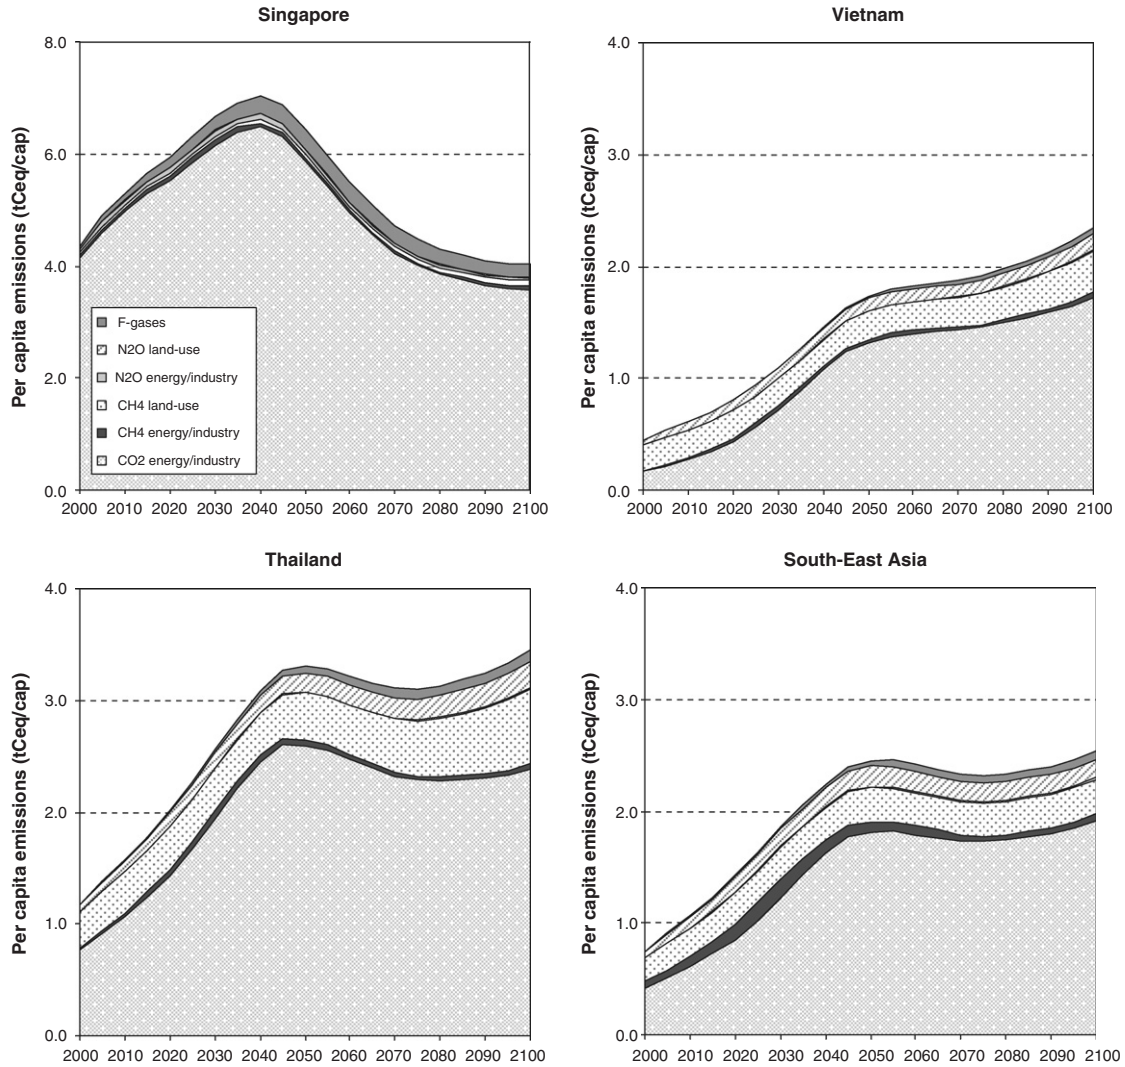 Singapore
Per capita emissions (tCeq/cap)
8.0
6.0
4.0
2.0
0.0
F-gases
N2O land-use
N2O energy/industry
CH4 land-use
CH4 energy/industry
CO2 energy/industry
2000 2010 2020 2030 2040 2050 2060 2070 2080 2090 2100
Vietnam
Per capita emissions (tCeq/cap)
4.0
3.0
2.0
1.0
0.0
2000 2010 2020 2030 2040 2050 2060 2070 2080 2090 2100
Thailand
Per capita emissions (tCeq/cap)
4.0
3.0
2.0
1.0
0.0
2000 2010 2020 2030 2040 2050 2060 2070 2080 2090 2100
South-East Asia
Per capita emissions (tCeq/cap)
4.0
3.0
2.0
1.0
0.0
2000 2010 2020 2030 2040 2050 2060 2070 2080 2090 2100